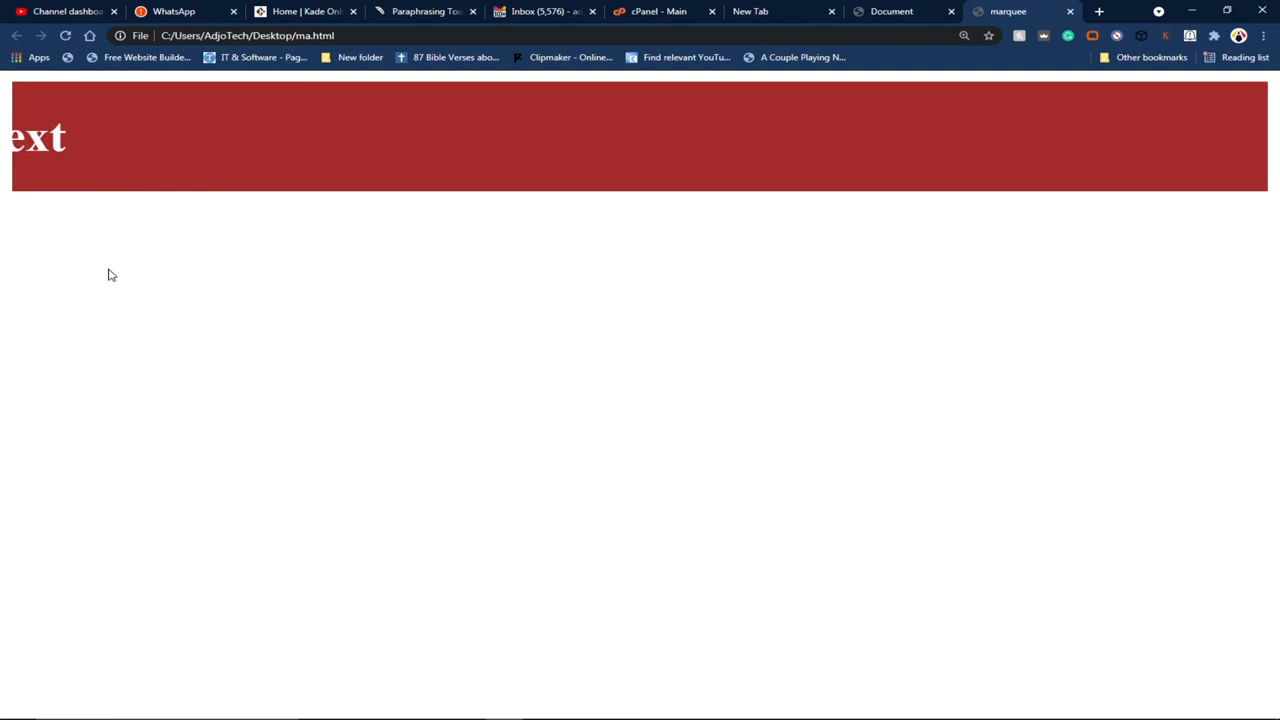 Channel dashboa
WhatsApp
Home | Kade Onl
Paraphrasing Too
Inbox (5,576) - ad
cPanel - Main
New Tab
Document
marquee
File
C:/Users/AdjoTech/Desktop/ma.html
Apps
Free Website Builde...
IT & Software - Pag...
New folder
87 Bible Verses abo...
Clipmaker - Online...
Find relevant YouTu...
A Couple Playing N...
Other bookmarks
Reading list
ext